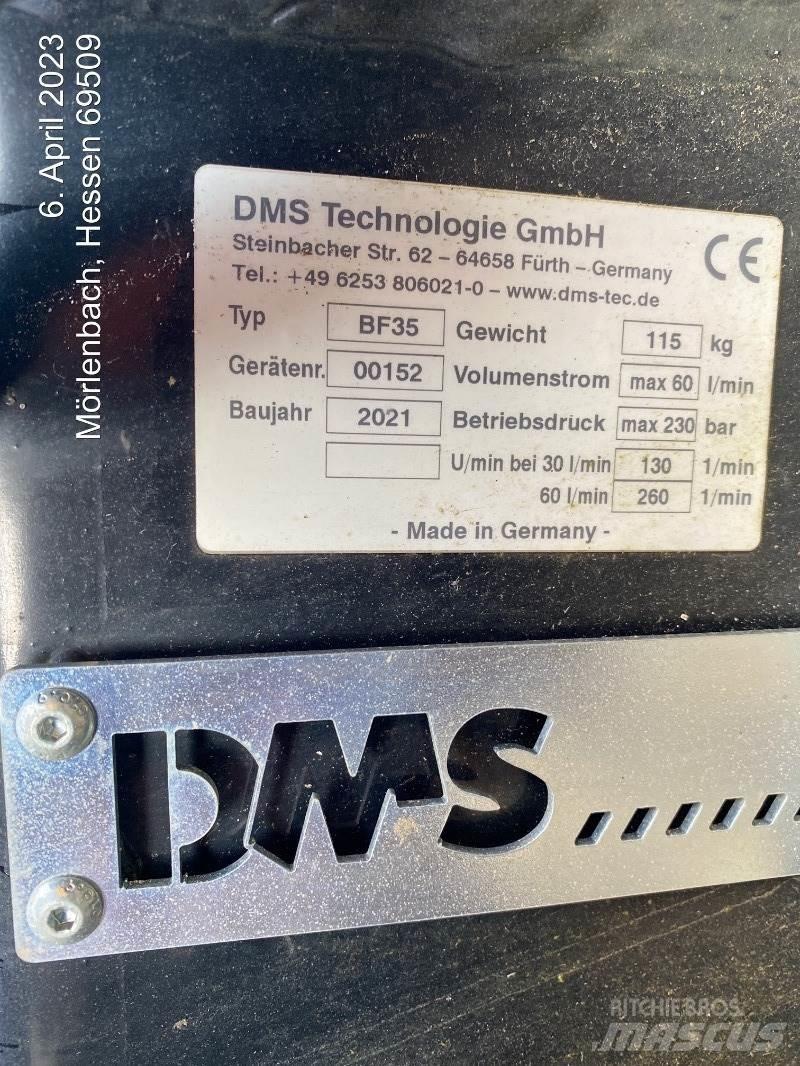 6. April 2023
Mörlenbach, Hessen 69509
DMS Technologie GmbH
Steinbacher Str. 62 – 64658 Fürth – Germany
Tel.: +49 6253 806021-0 – www.dms-tec.de
CE
Typ BF35 Gewicht 115 kg
Gerätenr. 00152 Volumenstrom max 60 l/min
Baujahr 2021 Betriebsdruck max 230 bar
U/min bei 30 l/min 130 1/min
60 l/min 260 1/min
- Made in Germany -
DMS
RITCHIE BROS.
MASCUS